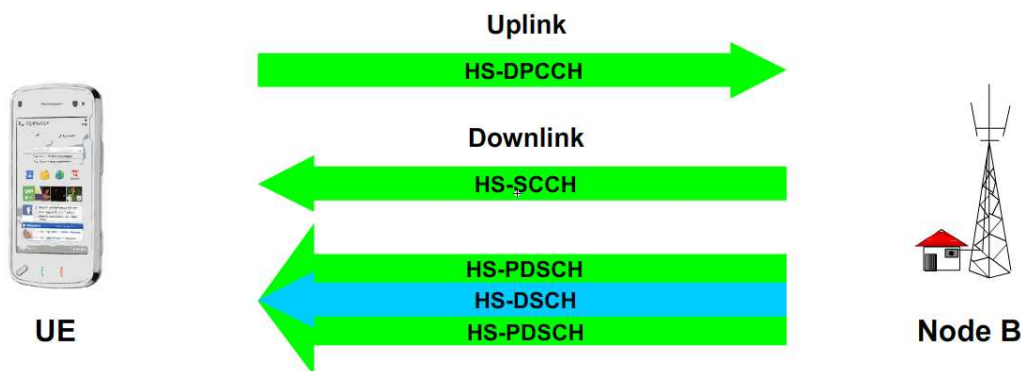 Uplink
HS-DPCCH
Downlink
HS-SCCH
HS-PDSCH
HS-DSCH
HS-PDSCH
UE
Node B